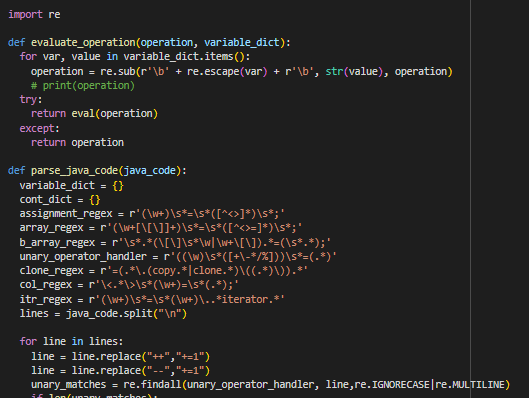 import re
def evaluate_operation(operation, variable_dict):
for var, value in variable_dict.items():
operation = re.sub(r'\b' + re.escape(var) + r'\b', str(value), operation)
# print(operation)
try:
return eval(operation)
except:
return operation
def parse_java_code(java_code):
variable_dict = {}
cont_dict = {}
assignment_regex = r'(\w+)\s*=\s*([^<>]*)\s*;'
array_regex = r'(\w+[\[\]]+)\s*=\s*([^<>=]*)\s*;'
b_array_regex = r'\s*.*(\[\]\s*\w|\w+\[\]).*=(\s*.*);'
unary_operator_handler = r'((\w)\s*([+\-*/%]))\s*=(.*)'
clone_regex = r'=(.*\.(copy.*|clone.*)\((.*)\)).*'
col_regex = r'\<.*\>\s*(\w+)=\s*(.*);'
itr_regex = r'(\w+)\s*=\s*(\w+)\..*iterator.*'
lines = java_code.split("\n")
for line in lines:
line = line.replace("++","+=1")
line = line.replace("--","+=1")
unary_matches = re.findall(unary_operator_handler, line,re.IGNORECASE|re.MULTILINE)
if len(unary_matches):